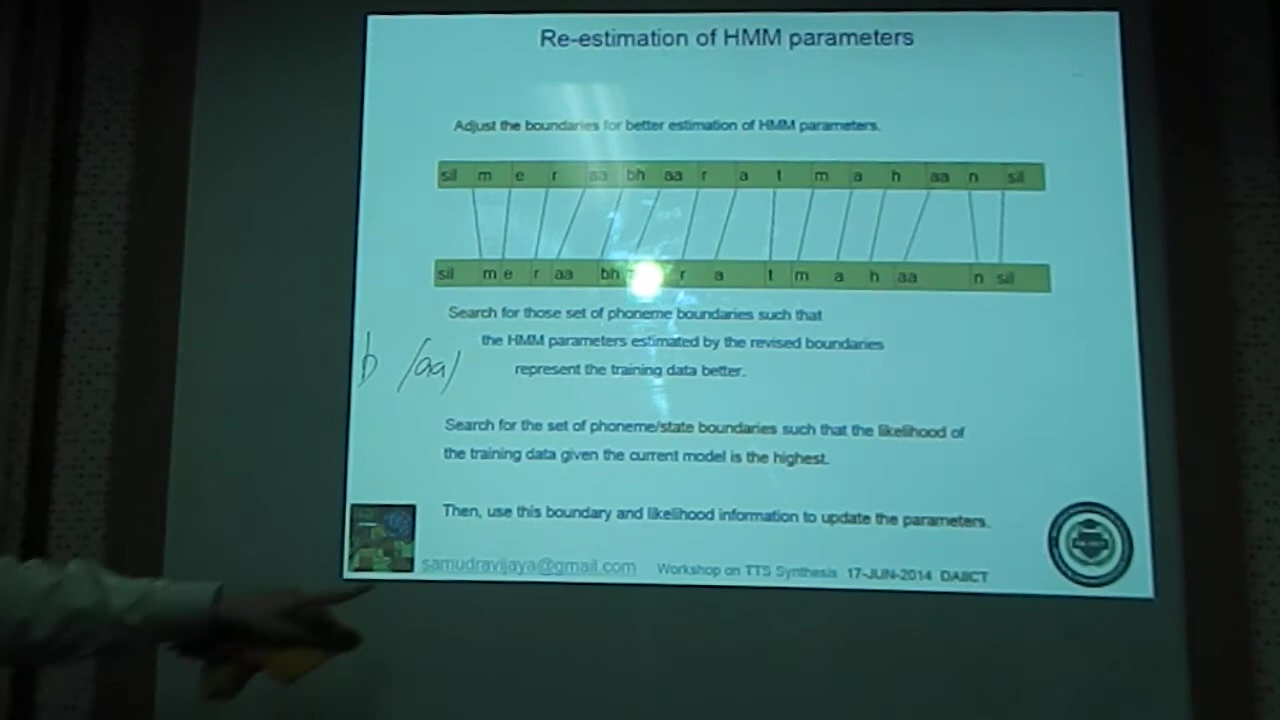 Re-estimation of HMM parameters
Adjust the boundaries for better estimation of HMM parameters.
sil m e r aa bh aa r a t m a h aa n sil
sil m e r aa bh r a t m a h aa n sil
Search for those set of phoneme boundaries such that
the HMM parameters estimated by the revised boundaries
represent the training data better.
b /aa/
Search for the set of phoneme/state boundaries such that the likelihood of
the training data given the current model is the highest.
Then, use this boundary and likelihood information to update the parameters.
samudravijaya@gmail.com Workshop on TTS Synthesis 17-JUN-2014 DAIICT